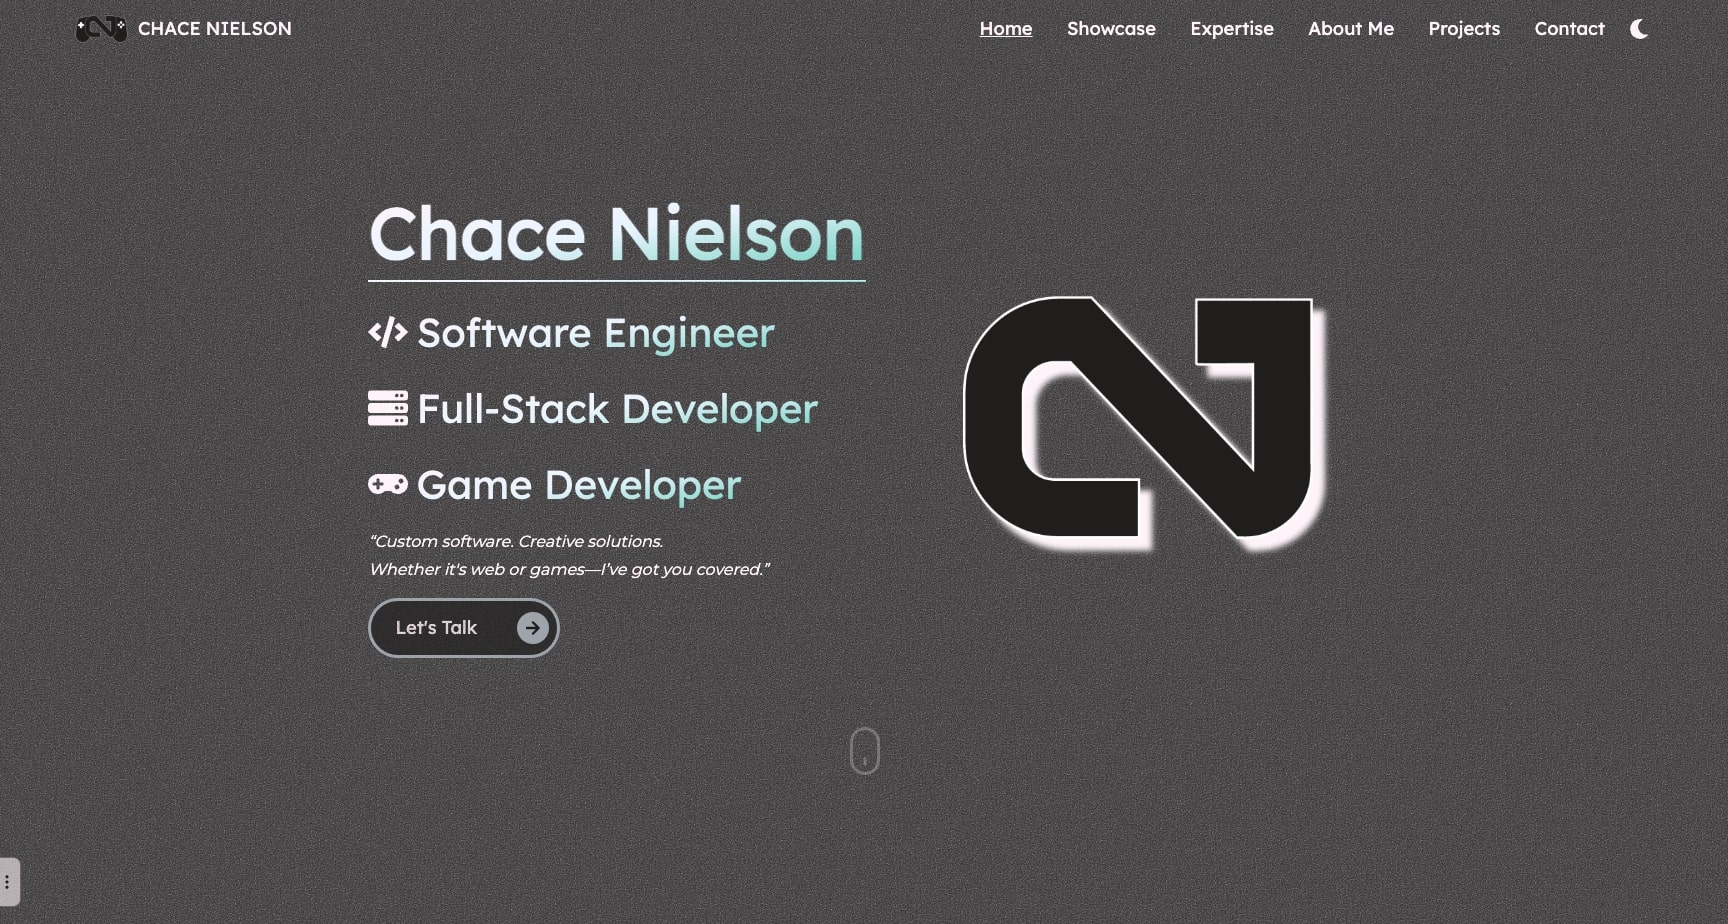 CHACE NIELSON
Home Showcase Expertise About Me Projects Contact
Chace Nielson
Software Engineer
Full-Stack Developer
Game Developer
“Custom software. Creative solutions.
Whether it's web or games—I’ve got you covered.”
Let's Talk
CN